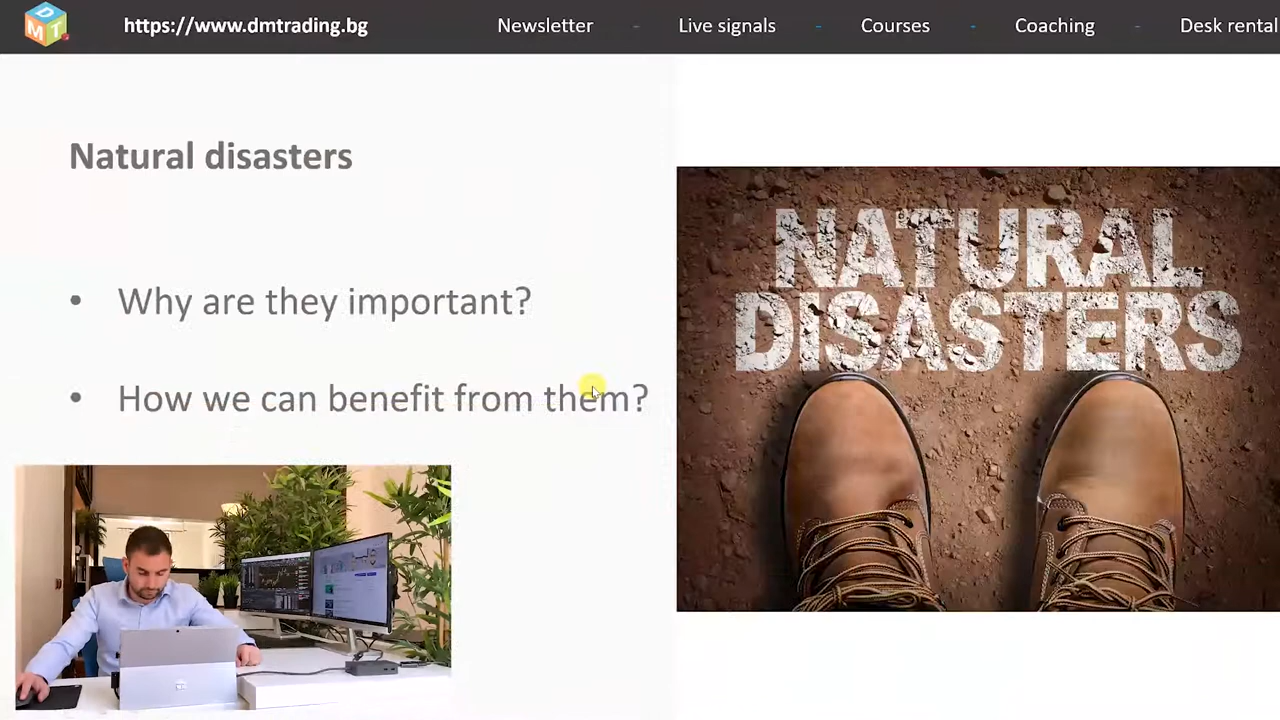 DMT
https://www.dmtrading.bg
Newsletter - Live signals - Courses - Coaching - Desk rental
Natural disasters
• Why are they important?
• How we can benefit from them?
NATURAL
DISASTERS